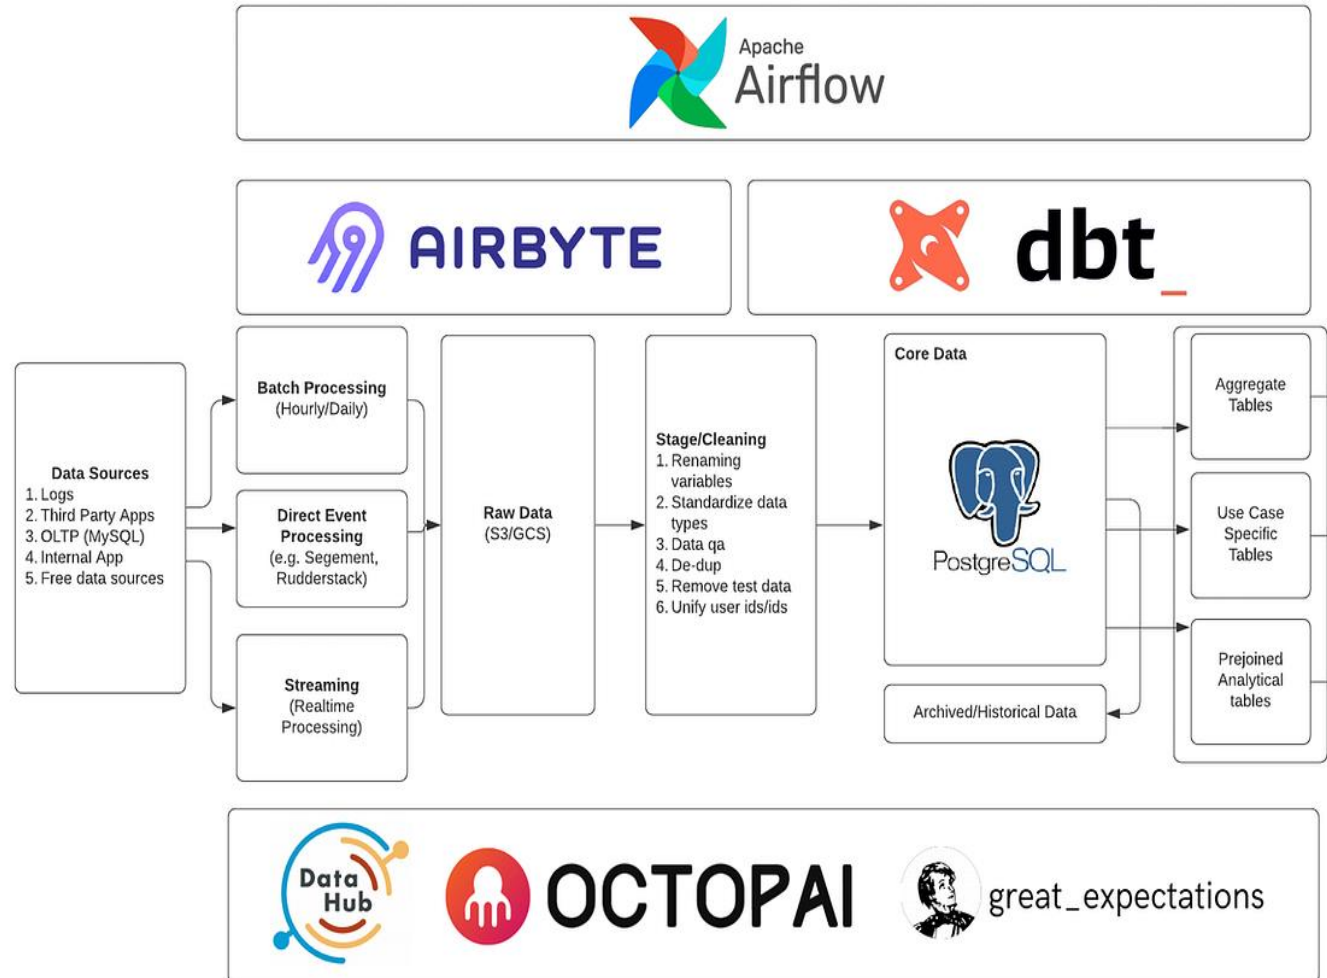 Apache
Airflow
AIRBYTE
dbt_
Data Sources
1. Logs
2. Third Party Apps
3. OLTP (MySQL)
4. Internal App
5. Free data sources
Batch Processing
(Hourly/Daily)
Direct Event
Processing
(e.g. Segement,
Rudderstack)
Streaming
(Realtime
Processing)
Raw Data
(S3/GCS)
Stage/Cleaning
1. Renaming
variables
2. Standardize data
types
3. Data qa
4. De-dup
5. Remove test data
6. Unify user ids/ids
Core Data
PostgreSQL
Archived/Historical Data
Aggregate
Tables
Use Case
Specific
Tables
Prejoined
Analytical
tables
Data
Hub
OCTOPAI
great_expectations